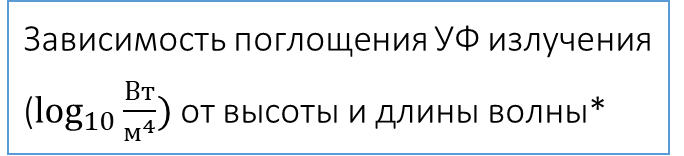 Зависимость поглощения УФ излучения
(log₁₀ Вт/м⁴) от высоты и длины волны*